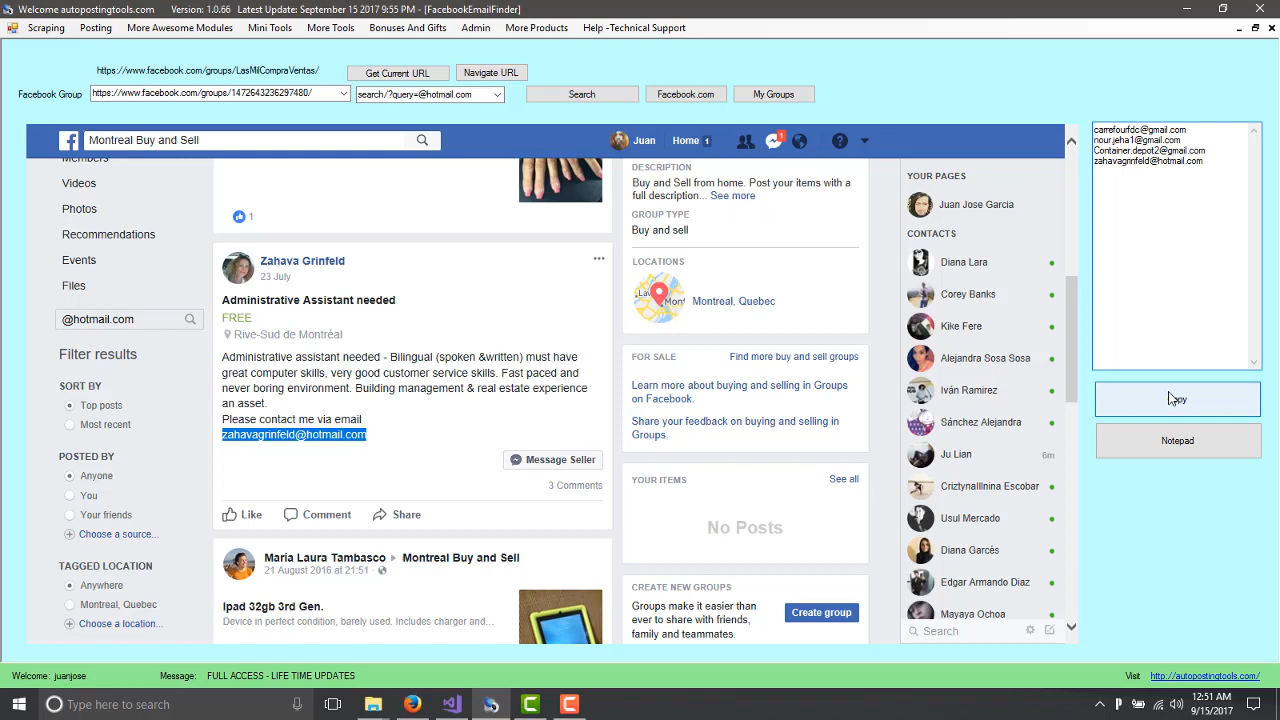 Welcome autopostingtools.com   Version: 1.0.66   Update: Latest: September 15 2017 9:55 PM - [FacebookEmailFinder]
Scraping   Posting   More Awesome Modules   Mini Tools   More Tools   Bonuses And Gifts   Admin   More Products   Help -Technical Support
https://www.facebook.com/groups/LasMilCompraVentas/   Get Current URL   Navigate URL
Facebook Group   https://www.facebook.com/groups/1472643236297480/   search/?query=@hotmail.com   Search   Facebook.com   My Groups
Montreal Buy and Sell   Juan   Home 1   1
Members
Videos
Photos
Recommendations
Events
Files
@hotmail.com
Filter results
SORT BY
Top posts
Most recent
POSTED BY
Anyone
You
Your friends
Choose a source...
TAGGED LOCATION
Anywhere
Montreal, Quebec
Choose a location...
1
Zahava Grinfeld
23 July
Administrative Assistant needed
FREE
Rive-Sud de Montréal
Administrative assistant needed - Bilingual (spoken &written) must have
great computer skills, very good customer service skills. Fast paced and
never boring environment. Building management & real estate experience
an asset.
Please contact me via email
zahavagrinfeld@hotmail.com
Message Seller
3 Comments
Like   Comment   Share
Maria Laura Tambasco   Montreal Buy and Sell
21 August 2016 at 21:51
Ipad 32gb 3rd Gen.
Device in perfect condition, barely used. Includes charger and...
DESCRIPTION
Buy and Sell from home. Post your items with a
full description... See more
GROUP TYPE
Buy and sell
LOCATIONS
Montreal, Quebec
FOR SALE   Find more buy and sell groups
Learn more about buying and selling in Groups
on Facebook.
Share your feedback on buying and selling in
Groups.
YOUR ITEMS   See all
No Posts
CREATE NEW GROUPS
Groups make it easier than
ever to share with friends,
family and teammates.
Create group
YOUR PAGES
Juan Jose Garcia
CONTACTS
Diana Lara
Corey Banks
Kike Fere
Alejandra Sosa Sosa
Iván Ramirez
Sánchez Alejandra
Ju Lian   6m
CriztynaIlnina Escobar
Usul Mercado
Diana Garcés
Edgar Armando Diaz
Mayaya Ochoa
Search
carrefourfdc@gmail.com
nour.jeha1@gmail.com
Container.depot2@gmail.com
zahavagrinfeld@hotmail.com
Notepad
Welcome: juanjose   Message: FULL ACCESS - LIFE TIME UPDATES   Visit   http://autopostingtools.com/
Type here to search
12:51 AM
9/15/2017